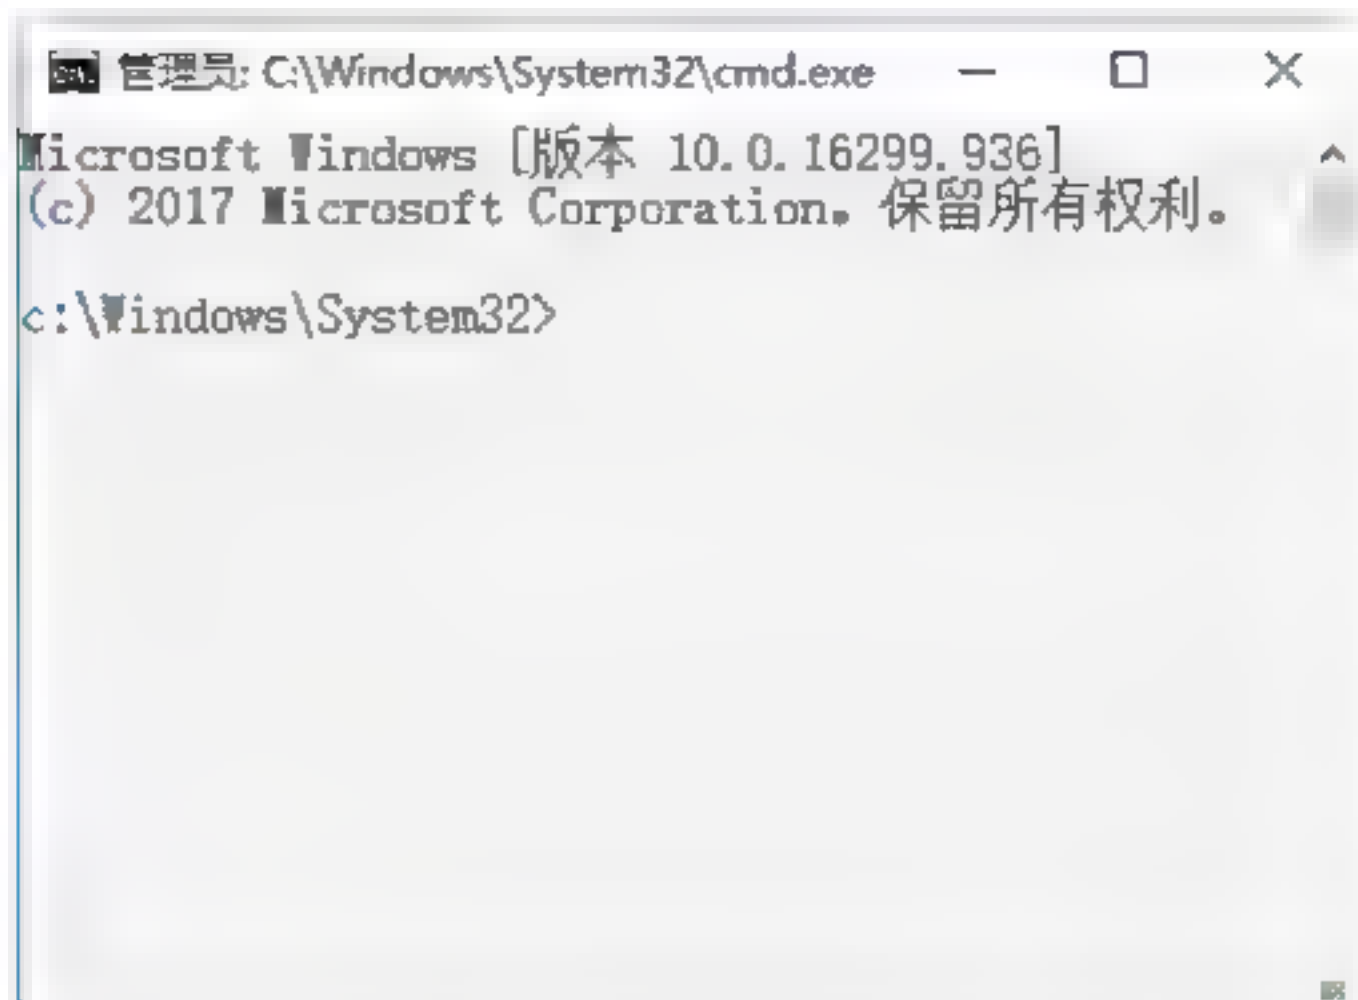 管理员: C:\Windows\System32\cmd.exe
Microsoft Windows [版本 10.0.16299.936]
(c) 2017 Microsoft Corporation。保留所有权利。
c:\Windows\System32>